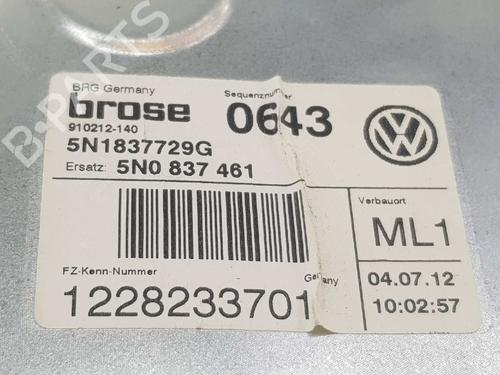 BRG Germany
Sequenznummer
brose
0643
910212-140
5N1837729G
Ersatz: 5N0 837 461
Verbauort
ML1
FZ-Kenn-Nummer
Germany
04.07.12
1228233701
10:02:57
B-PARTS